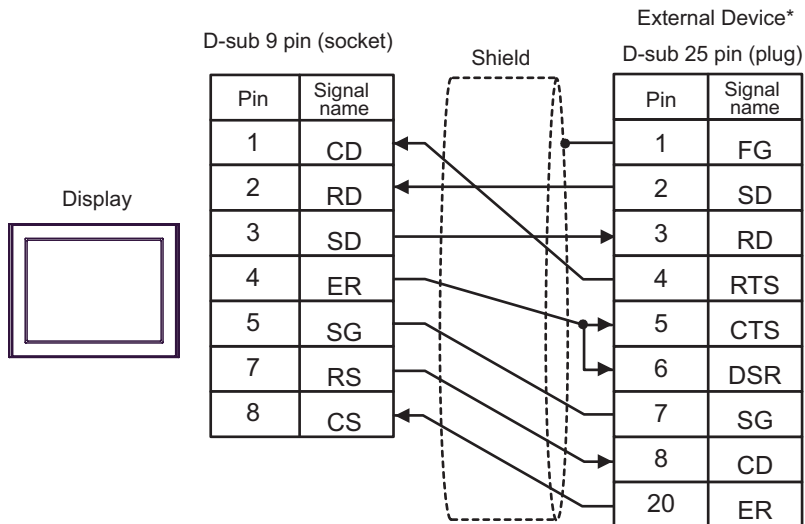 External Device*
D-sub 9 pin (socket)
Shield
D-sub 25 pin (plug)
Display
Pin Signal name
1 CD
2 RD
3 SD
4 ER
5 SG
7 RS
8 CS
Pin Signal name
1 FG
2 SD
3 RD
4 RTS
5 CTS
6 DSR
7 SG
8 CD
20 ER